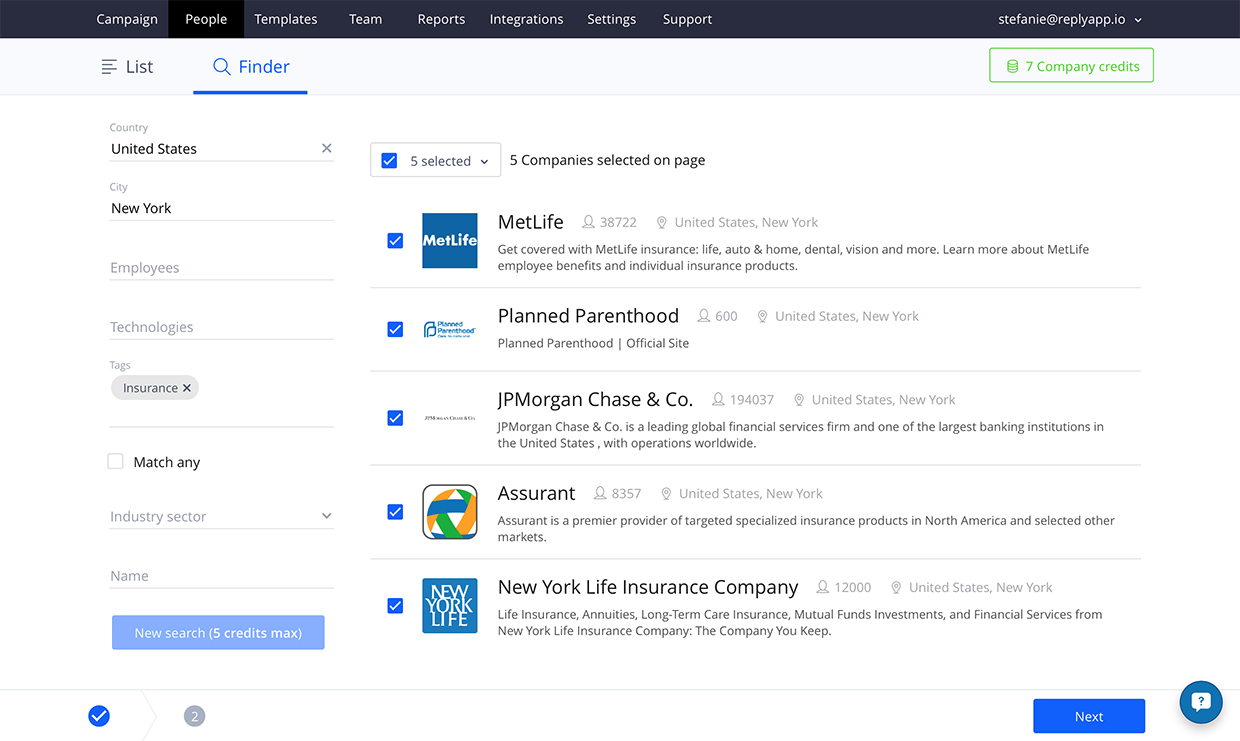 Campaign People Templates Team Reports Integrations Settings Support stefanie@replyapp.io
List Finder 7 Company credits
Country
United States
City
New York
Employees
Technologies
Tags
Insurance
Match any
Industry sector
Name
New search (5 credits max)
5 selected 5 Companies selected on page
MetLife
MetLife 38722 United States, New York
Get covered with MetLife insurance: life, auto & home, dental, vision and more. Learn more about MetLife
employee benefits and individual insurance products.
Planned
Parenthood
Planned Parenthood 600 United States, New York
Planned Parenthood | Official Site
JPMORGAN CHASE & CO.
JPMorgan Chase & Co. 194037 United States, New York
JPMorgan Chase & Co. is a leading global financial services firm and one of the largest banking institutions in
the United States , with operations worldwide.
Assurant 8357 United States, New York
Assurant is a premier provider of targeted specialized insurance products in North America and selected other
markets.
NEW
YORK
LIFE
New York Life Insurance Company 12000 United States, New York
Life Insurance, Annuities, Long-Term Care Insurance, Mutual Funds Investments, and Financial Services from
New York Life Insurance Company: The Company You Keep.
2 Next
?